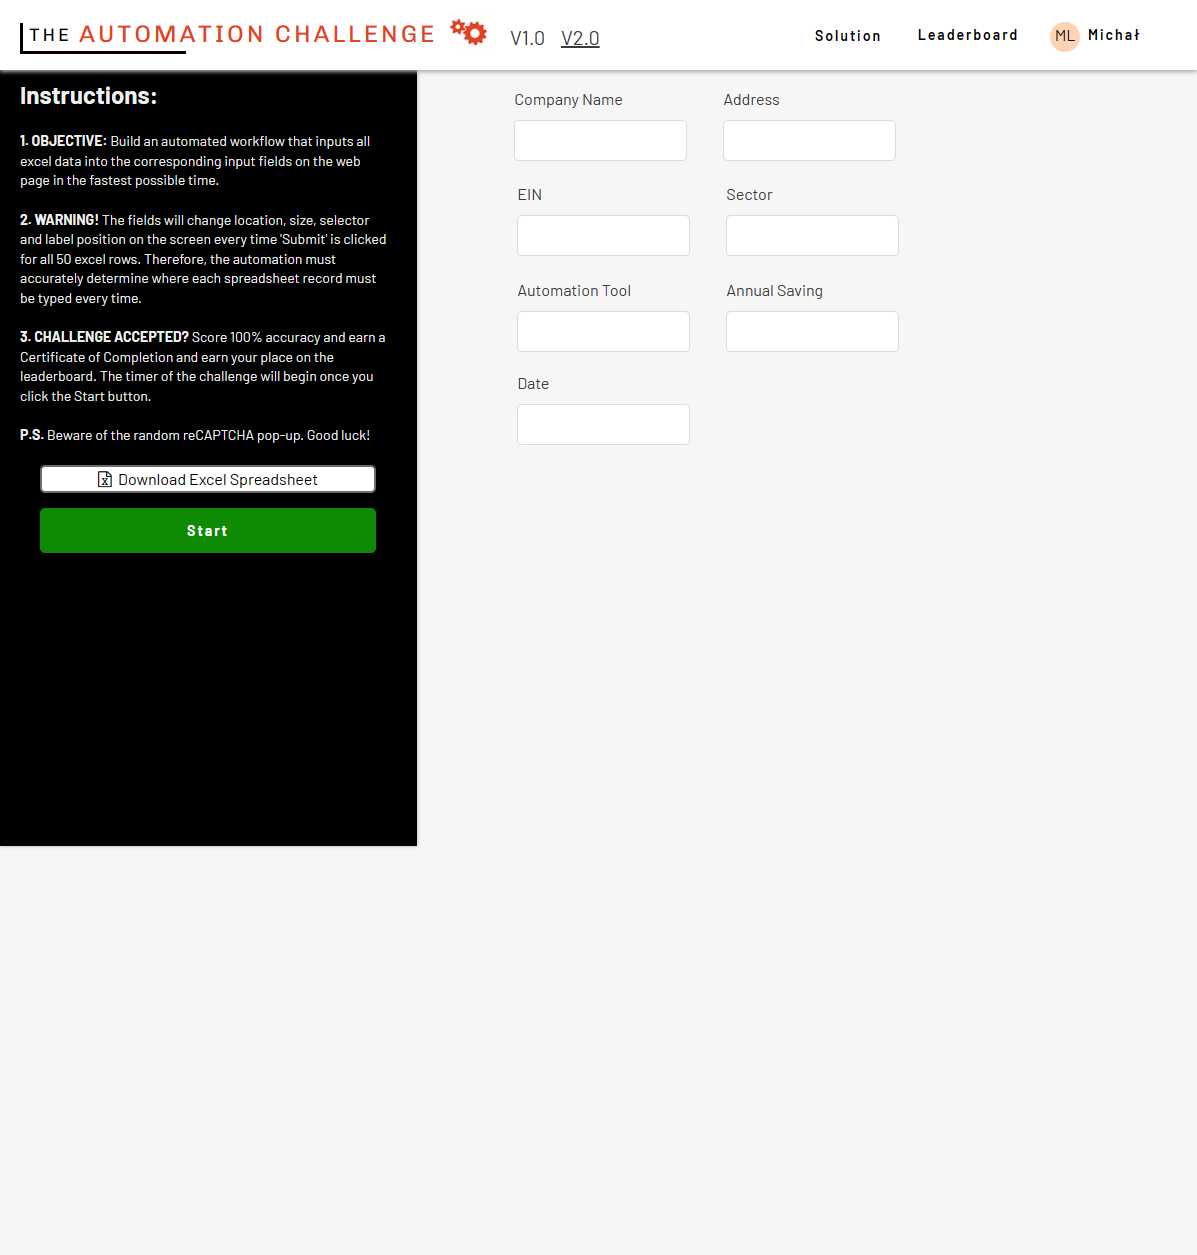 THE AUTOMATION CHALLENGE V1.0 V2.0 Solution Leaderboard ML Michał
Instructions:
1. OBJECTIVE: Build an automated workflow that inputs all
excel data into the corresponding input fields on the web
page in the fastest possible time.
2. WARNING! The fields will change location, size, selector
and label position on the screen every time 'Submit' is clicked
for all 50 excel rows. Therefore, the automation must
accurately determine where each spreadsheet record must
be typed every time.
3. CHALLENGE ACCEPTED? Score 100% accuracy and earn a
Certificate of Completion and earn your place on the
leaderboard. The timer of the challenge will begin once you
click the Start button.
P.S. Beware of the random reCAPTCHA pop-up. Good luck!
Download Excel Spreadsheet
Start
Company Name Address
EIN Sector
Automation Tool Annual Saving
Date